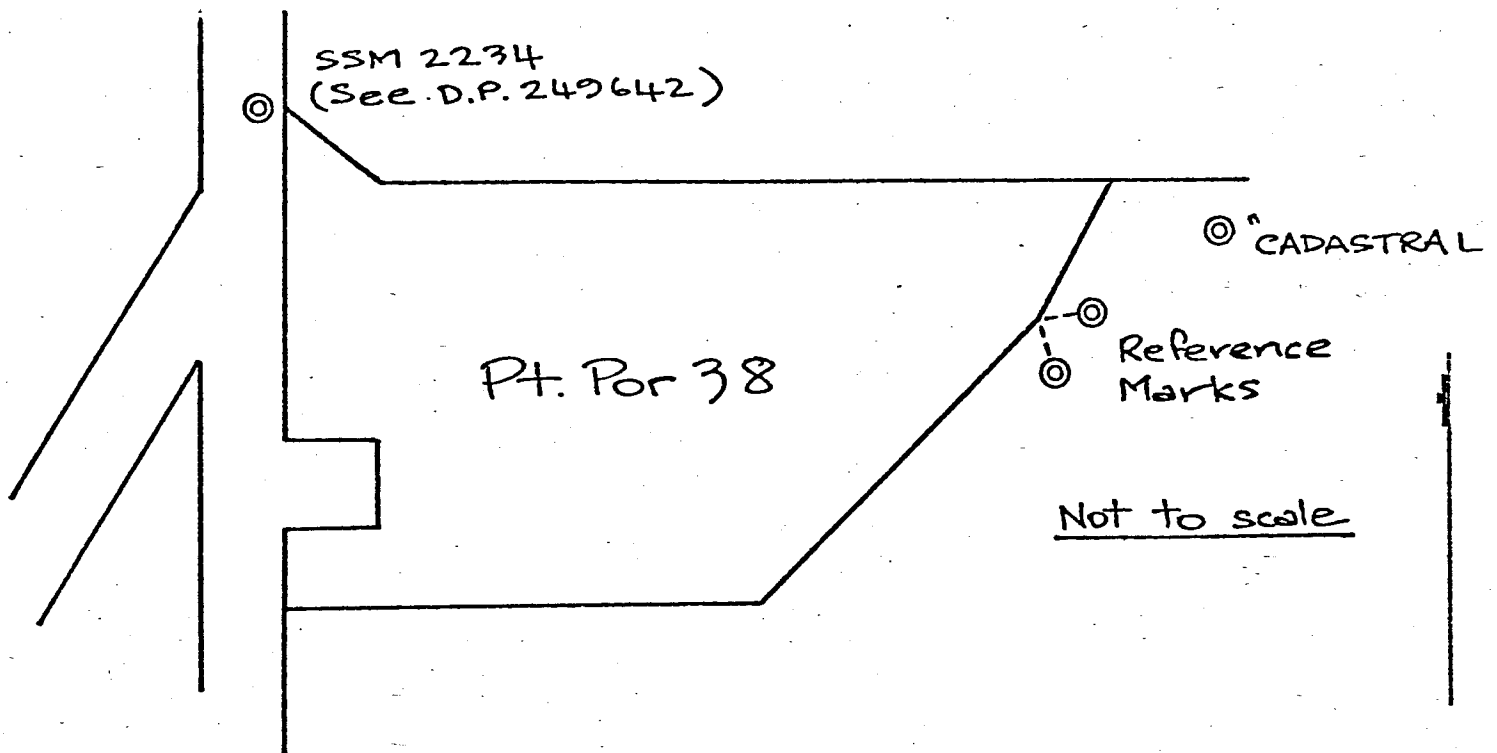 SSM 2234
(See D.P. 249642)
"CADASTRAL
Reference
Marks
Pt. Por 38
Not to scale